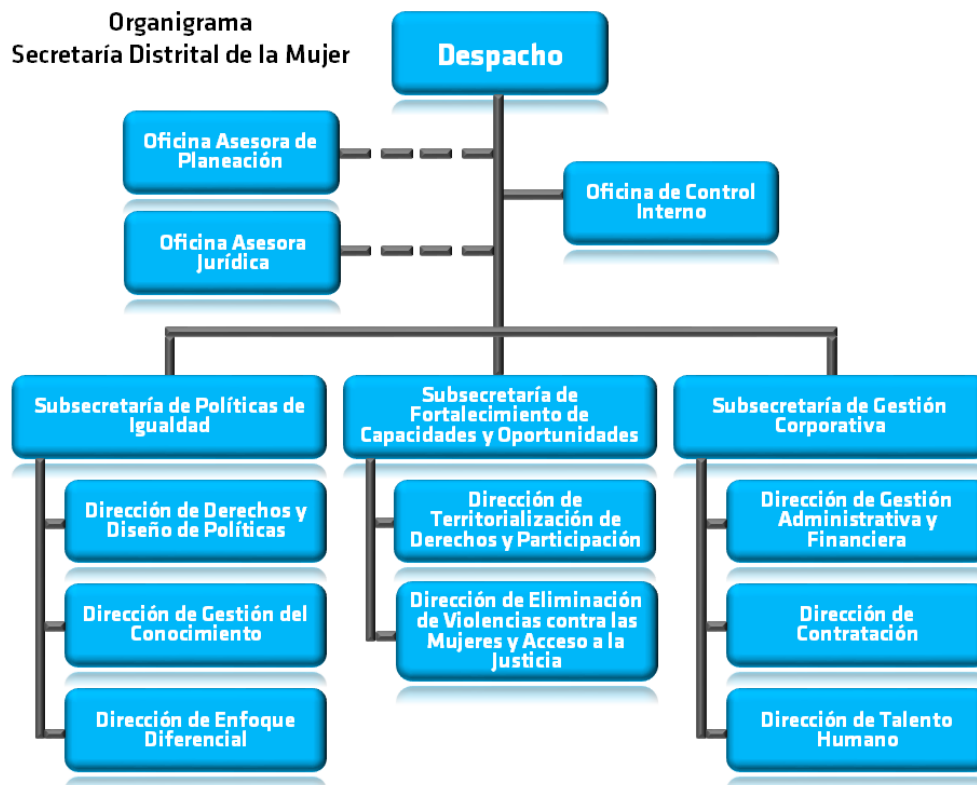 Organigrama
Secretaría Distrital de la Mujer
Despacho
Oficina Asesora de
Planeación
Oficina de Control
Interno
Oficina Asesora
Jurídica
Subsecretaría de Políticas de
Igualdad
Subsecretaría de
Fortalecimiento de
Capacidades y Oportunidades
Subsecretaría de Gestión
Corporativa
Dirección de Derechos y
Diseño de Políticas
Dirección de Gestión del
Conocimiento
Dirección de Enfoque
Diferencial
Dirección de
Territorialización de
Derechos y Participación
Dirección de Eliminación
de Violencias contra las
Mujeres y Acceso a la
Justicia
Dirección de Gestión
Administrativa y
Financiera
Dirección de
Contratación
Dirección de Talento
Humano